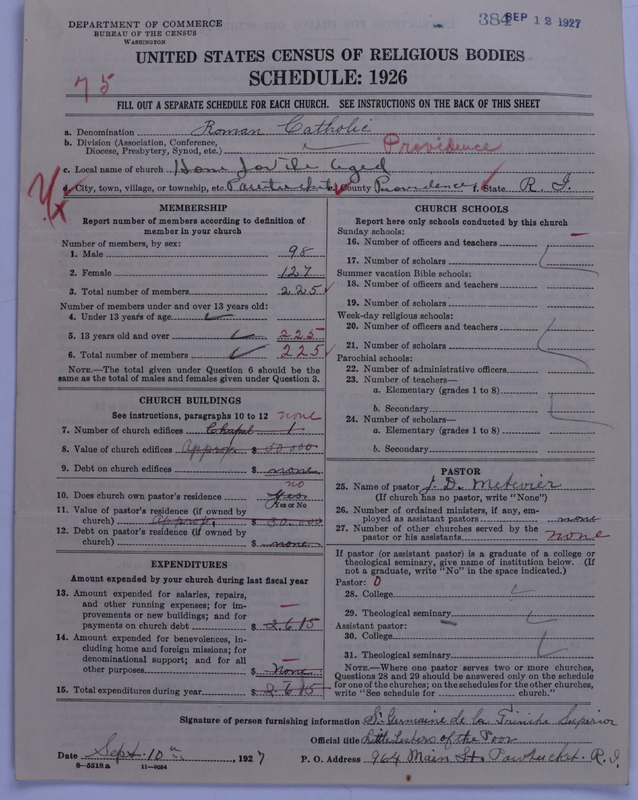 DEPARTMENT OF COMMERCE
BUREAU OF THE CENSUS
WASHINGTON
384 SEP 12 1927
UNITED STATES CENSUS OF RELIGIOUS BODIES
SCHEDULE: 1926
75
FILL OUT A SEPARATE SCHEDULE FOR EACH CHURCH. SEE INSTRUCTIONS ON THE BACK OF THIS SHEET
a. Denomination Roman Catholic
b. Division (Association, Conference,
Diocese, Presbytery, Synod, etc.) Providence
c. Local name of church Home for the Aged
d. City, town, village, or township, etc. Pawtucket e. County Providence f. State R. I.
MEMBERSHIP
Report number of members according to definition of
member in your church
Number of members, by sex:
1. Male 98
2. Female 127
3. Total number of members 225
Number of members under and over 13 years old:
4. Under 13 years of age
5. 13 years old and over 225
6. Total number of members 225
NOTE.—The total given under Question 6 should be the
same as the total of males and females given under Question 3.
CHURCH BUILDINGS
See instructions, paragraphs 10 to 12 none
7. Number of church edifices Chapel 1
8. Value of church edifices Approx. $ 50000
9. Debt on church edifices $ none
no
10. Does church own pastor's residence Yes
Yes or No
11. Value of pastor's residence (if owned by
church) Approx. $ 30.000
12. Debt on pastor's residence (if owned by
church) $ none
EXPENDITURES
Amount expended by your church during last fiscal year
13. Amount expended for salaries, repairs,
and other running expenses; for im-
provements or new buildings; and for
payments on church debt $ 2615
14. Amount expended for benevolences, in-
cluding home and foreign missions; for
denominational support; and for all
other purposes $ None
15. Total expenditures during year $ 2615
CHURCH SCHOOLS
Report here only schools conducted by this church
Sunday schools:
16. Number of officers and teachers
17. Number of scholars
Summer vacation Bible schools:
18. Number of officers and teachers
19. Number of scholars
Week-day religious schools:
20. Number of officers and teachers
21. Number of scholars
Parochial schools:
22. Number of administrative officers
23. Number of teachers—
a. Elementary (grades 1 to 8)
b. Secondary
24. Number of scholars—
a. Elementary (grades 1 to 8)
b. Secondary
PASTOR
25. Name of pastor J. D. Metevier
(If church has no pastor, write "None")
26. Number of ordained ministers, if any, em-
ployed as assistant pastors none
27. Number of other churches served by the
pastor or his assistants none
If pastor (or assistant pastor) is a graduate of a college or
theological seminary, give name of institution below. (If
not a graduate, write "No" in the space indicated.)
Pastor: 0
28. College
29. Theological seminary
Assistant pastor:
30. College
31. Theological seminary
NOTE.—Where one pastor serves two or more churches,
Questions 28 and 29 should be answered only on the schedule
for one of the churches; on the schedules for the other churches,
write "See schedule for church."
Signature of person furnishing information Sr. Germaine de la Trinité Superior
Official title Little Sisters of the Poor
Date Sept. 10th 1927 P. O. Address 964 Main St. Pawtucket R. I.
8—5518a 11—9094